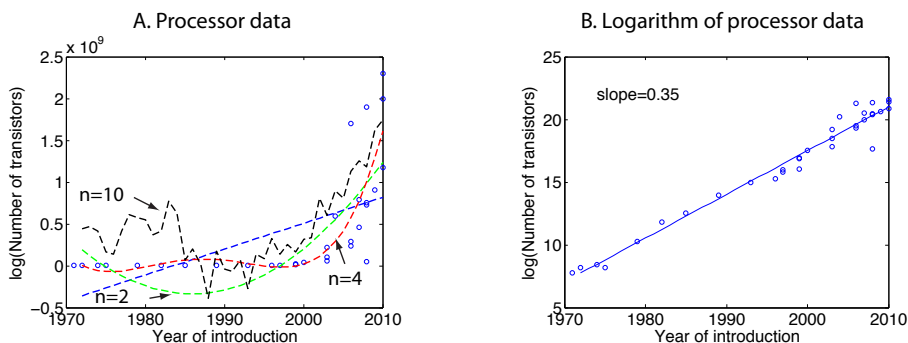 A. Processor data
x 10^9
2.5
2
1.5
1
0.5
0
−0.5
log(Number of transistors)
n=10
n=2
n=4
1970
1980
1990
2000
2010
Year of introduction
B. Logarithm of processor data
25
20
15
10
5
log(Number of transistors)
slope=0.35
1970
1980
1990
2000
2010
Year of introduction